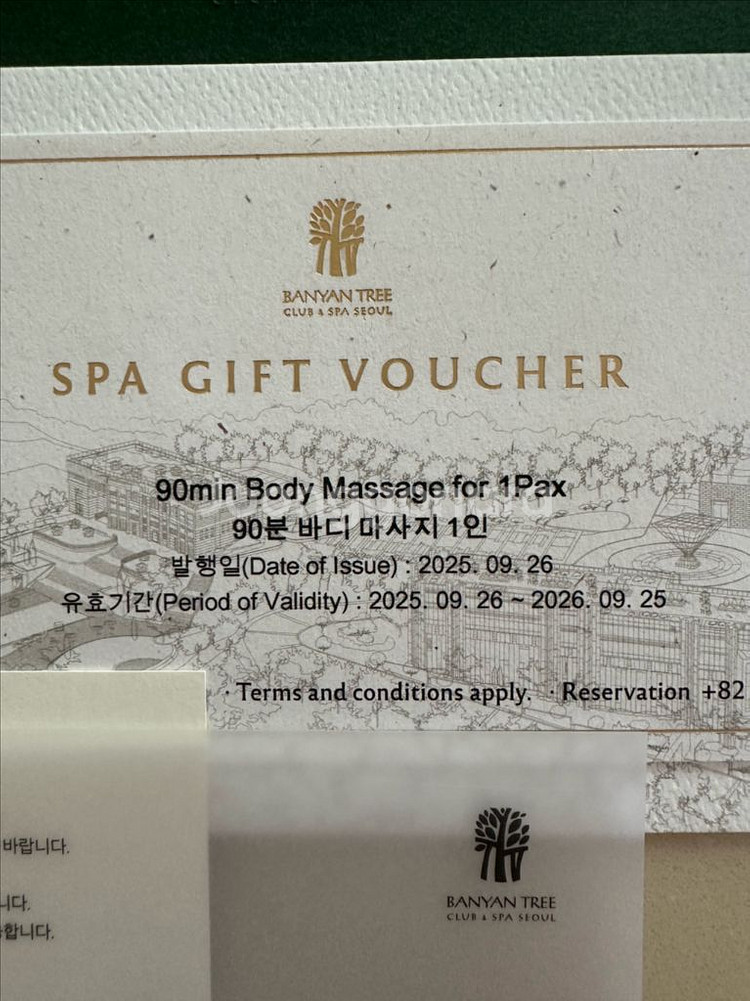 BANYAN TREE
CLUB & SPA SEOUL
SPA GIFT VOUCHER
90min Body Massage for 1Pax
90분 바디 마사지 1인
발행일(Date of Issue) : 2025. 09. 26
유효기간(Period of Validity) : 2025. 09. 26 ~ 2026. 09. 25
· Terms and conditions apply. · Reservation +82
바랍니다.
니다.
합니다.
BANYAN TREE
CLUB & SPA SEOUL